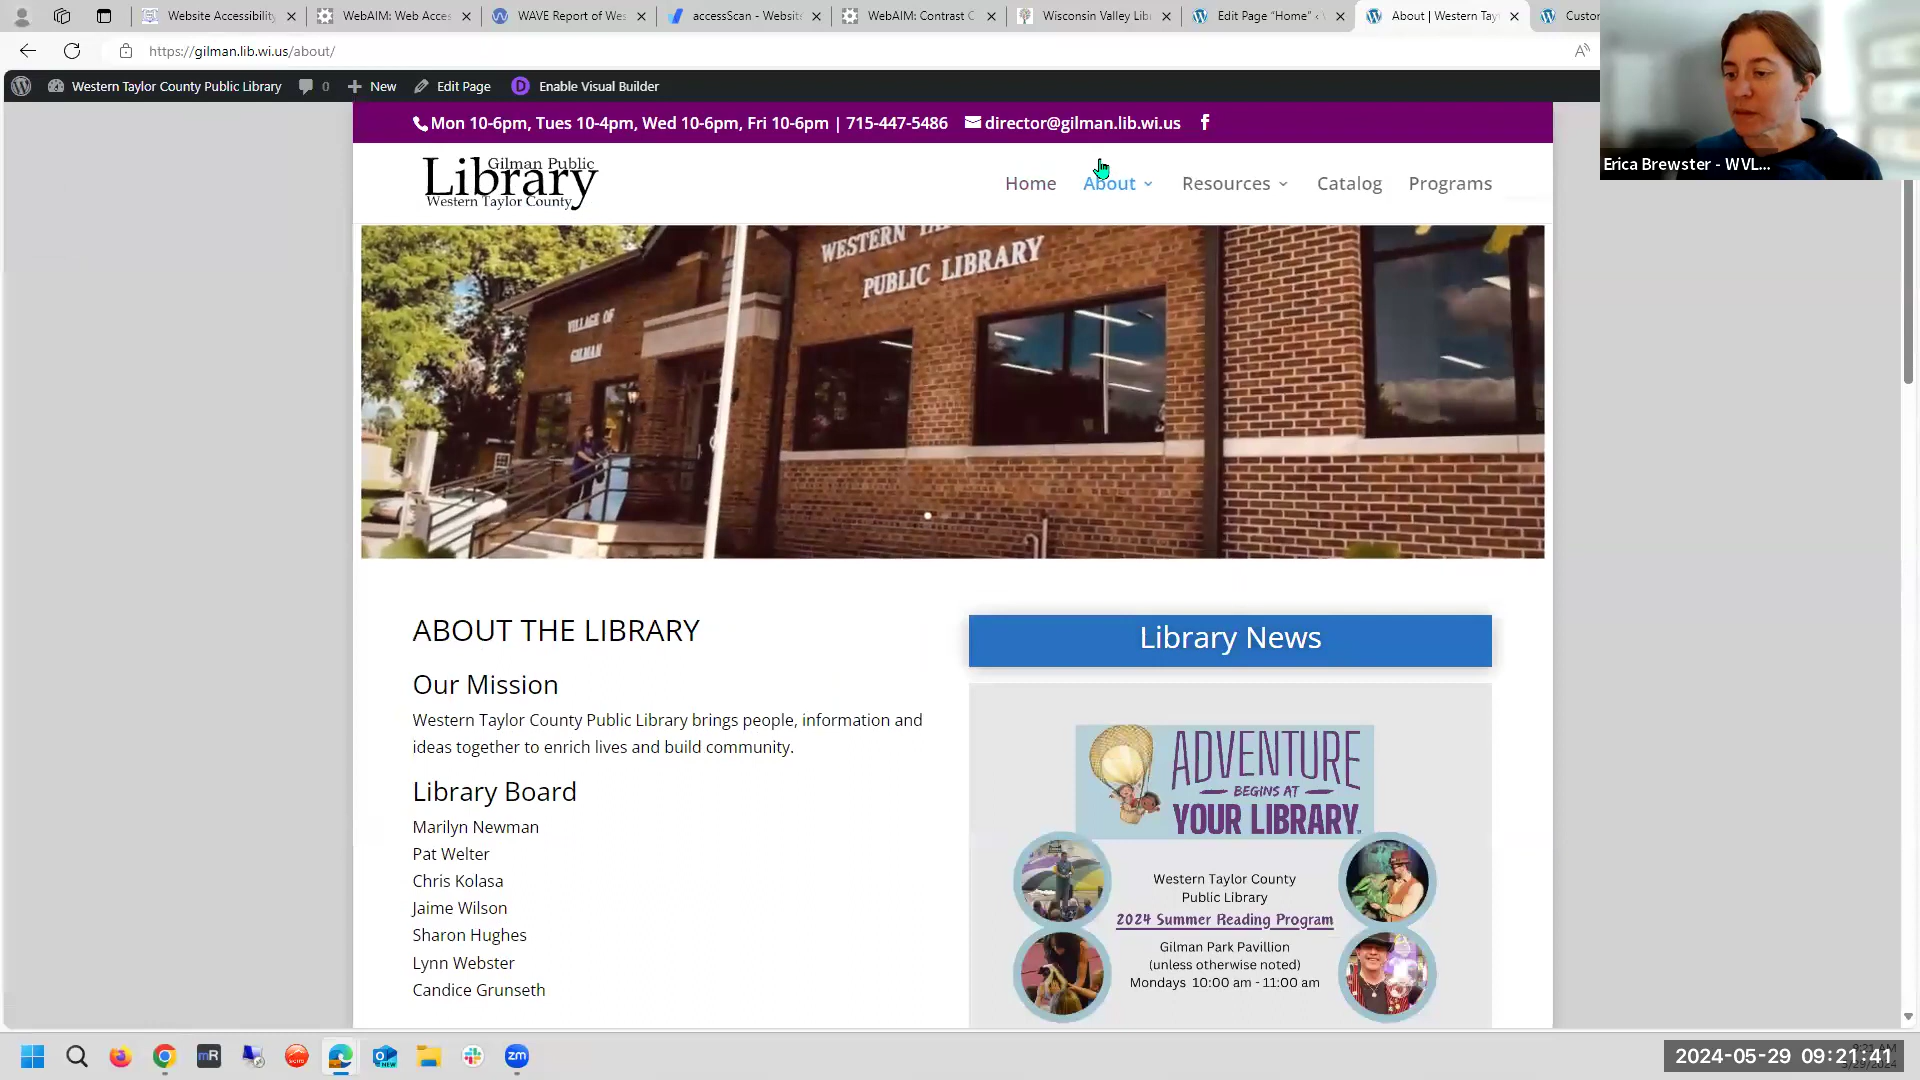 Website Accessibility
WebAIM: Web Acces
WAVE Report of Wes
accessScan - Website
WebAIM: Contrast C
Wisconsin Valley Lib
Edit Page "Home" ‹
About | Western Tay
Custo
https://gilman.lib.wi.us/about/
Western Taylor County Public Library
0
New
Edit Page
D
Enable Visual Builder
Erica Brewster - WVL...
Mon 10-6pm, Tues 10-4pm, Wed 10-6pm, Fri 10-6pm | 715-447-5486
director@gilman.lib.wi.us
Gilman Public
Library
Western Taylor County
Home
About
Resources
Catalog
Programs
WESTERN
PUBLIC LIBRARY
VILLAGE OF
GILMAN
ABOUT THE LIBRARY
Our Mission
Western Taylor County Public Library brings people, information and
ideas together to enrich lives and build community.
Library Board
Marilyn Newman
Pat Welter
Chris Kolasa
Jaime Wilson
Sharon Hughes
Lynn Webster
Candice Grunseth
Library News
ADVENTURE
BEGINS AT
YOUR LIBRARY
Western Taylor County
Public Library
2024 Summer Reading Program
Gilman Park Pavillion
(unless otherwise noted)
Mondays 10:00 am - 11:00 am
mR
NEW
zm
2024-05-29 09:21:41